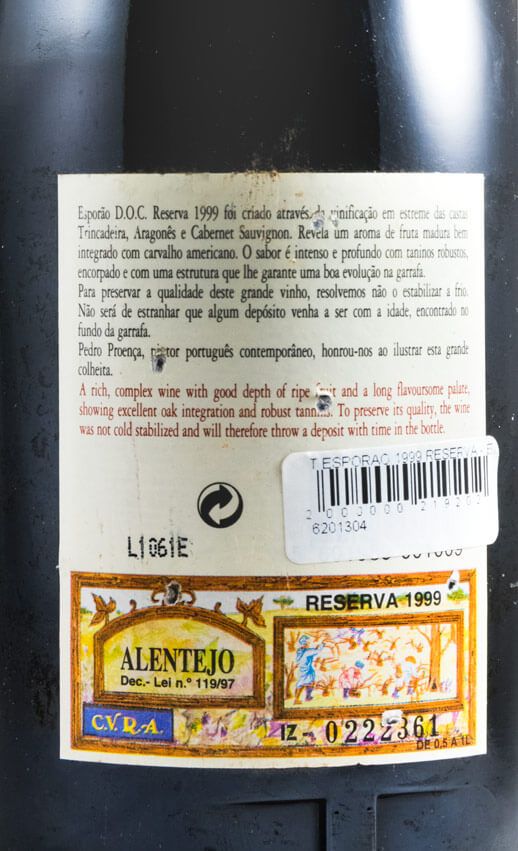 Esporão D.O.C. Reserva 1999 foi criado através da vinificação em estreme das castas
Trincadeira, Aragonês e Cabernet Sauvignon. Revela um aroma de fruta madura bem
integrado com carvalho americano. O sabor é intenso e profundo com taninos robustos,
encorpado e com uma estrutura que lhe garante uma boa evolução na garrafa.
Para preservar a qualidade deste grande vinho, resolvemos não o estabilizar a frio.
Não será de estranhar que algum depósito venha a ser com a idade, encontrado no
fundo da garrafa.
Pedro Proença, pintor português contemporâneo, honrou-nos ao ilustrar esta grande
colheita.
A rich, complex wine with good depth of ripe fruit and a long flavoursome palate,
showing excellent oak integration and robust tannins. To preserve its quality, the wine
was not cold stabilized and will therefore throw a deposit with time in the bottle.
T.ESPORAO 1999 RESERVA
6201304
L1061E
RESERVA 1999
ALENTEJO
Dec.- Lei n.º 119/97
C.V.R.A.
IZ - 0222361
DE 0,5 A 1L